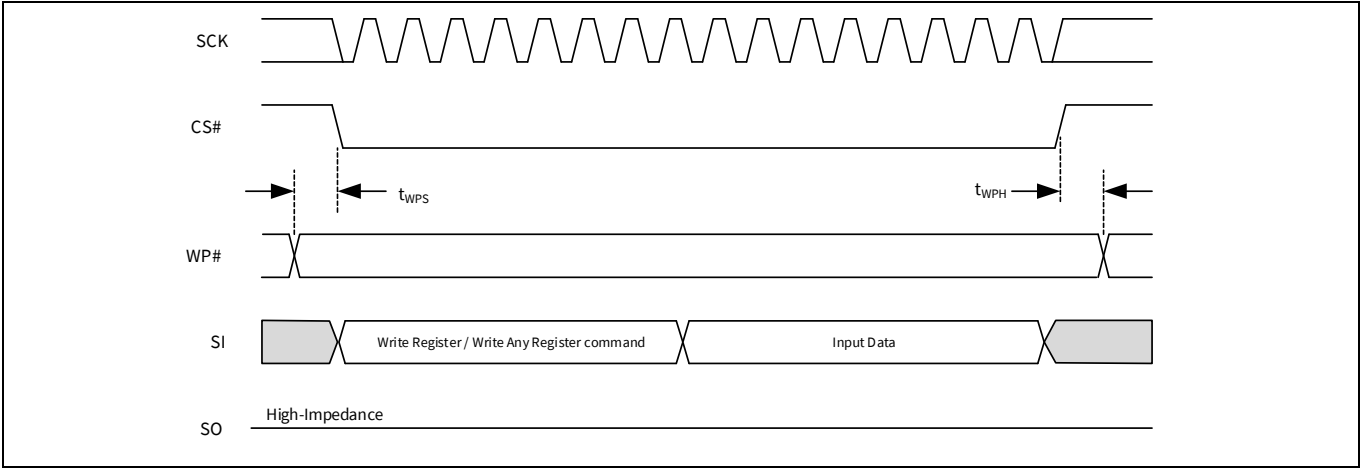 SCK
CS#
tWPS
tWPH
WP#
SI
Write Register / Write Any Register command
Input Data
High-Impedance
SO